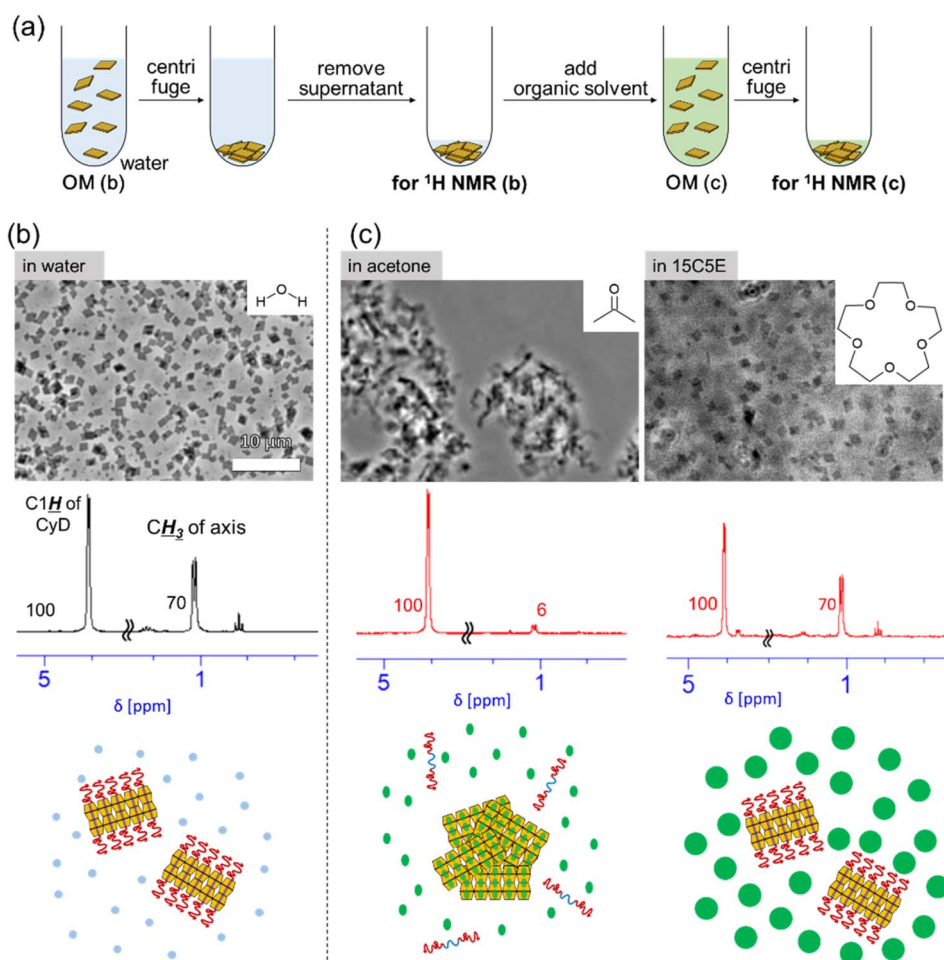 (a)
centri
fuge
remove
supernatant
add
organic solvent
centri
fuge
water
OM (b)
for ¹H NMR (b)
OM (c)
for ¹H NMR (c)
(b)
(c)
in water
H O H
in acetone
O
in 15C5E
O O O O O
10 μm
C1H of
CyD
CH₃ of axis
100
70
100
6
100
70
5 1
δ [ppm]
5 1
δ [ppm]
5 1
δ [ppm]